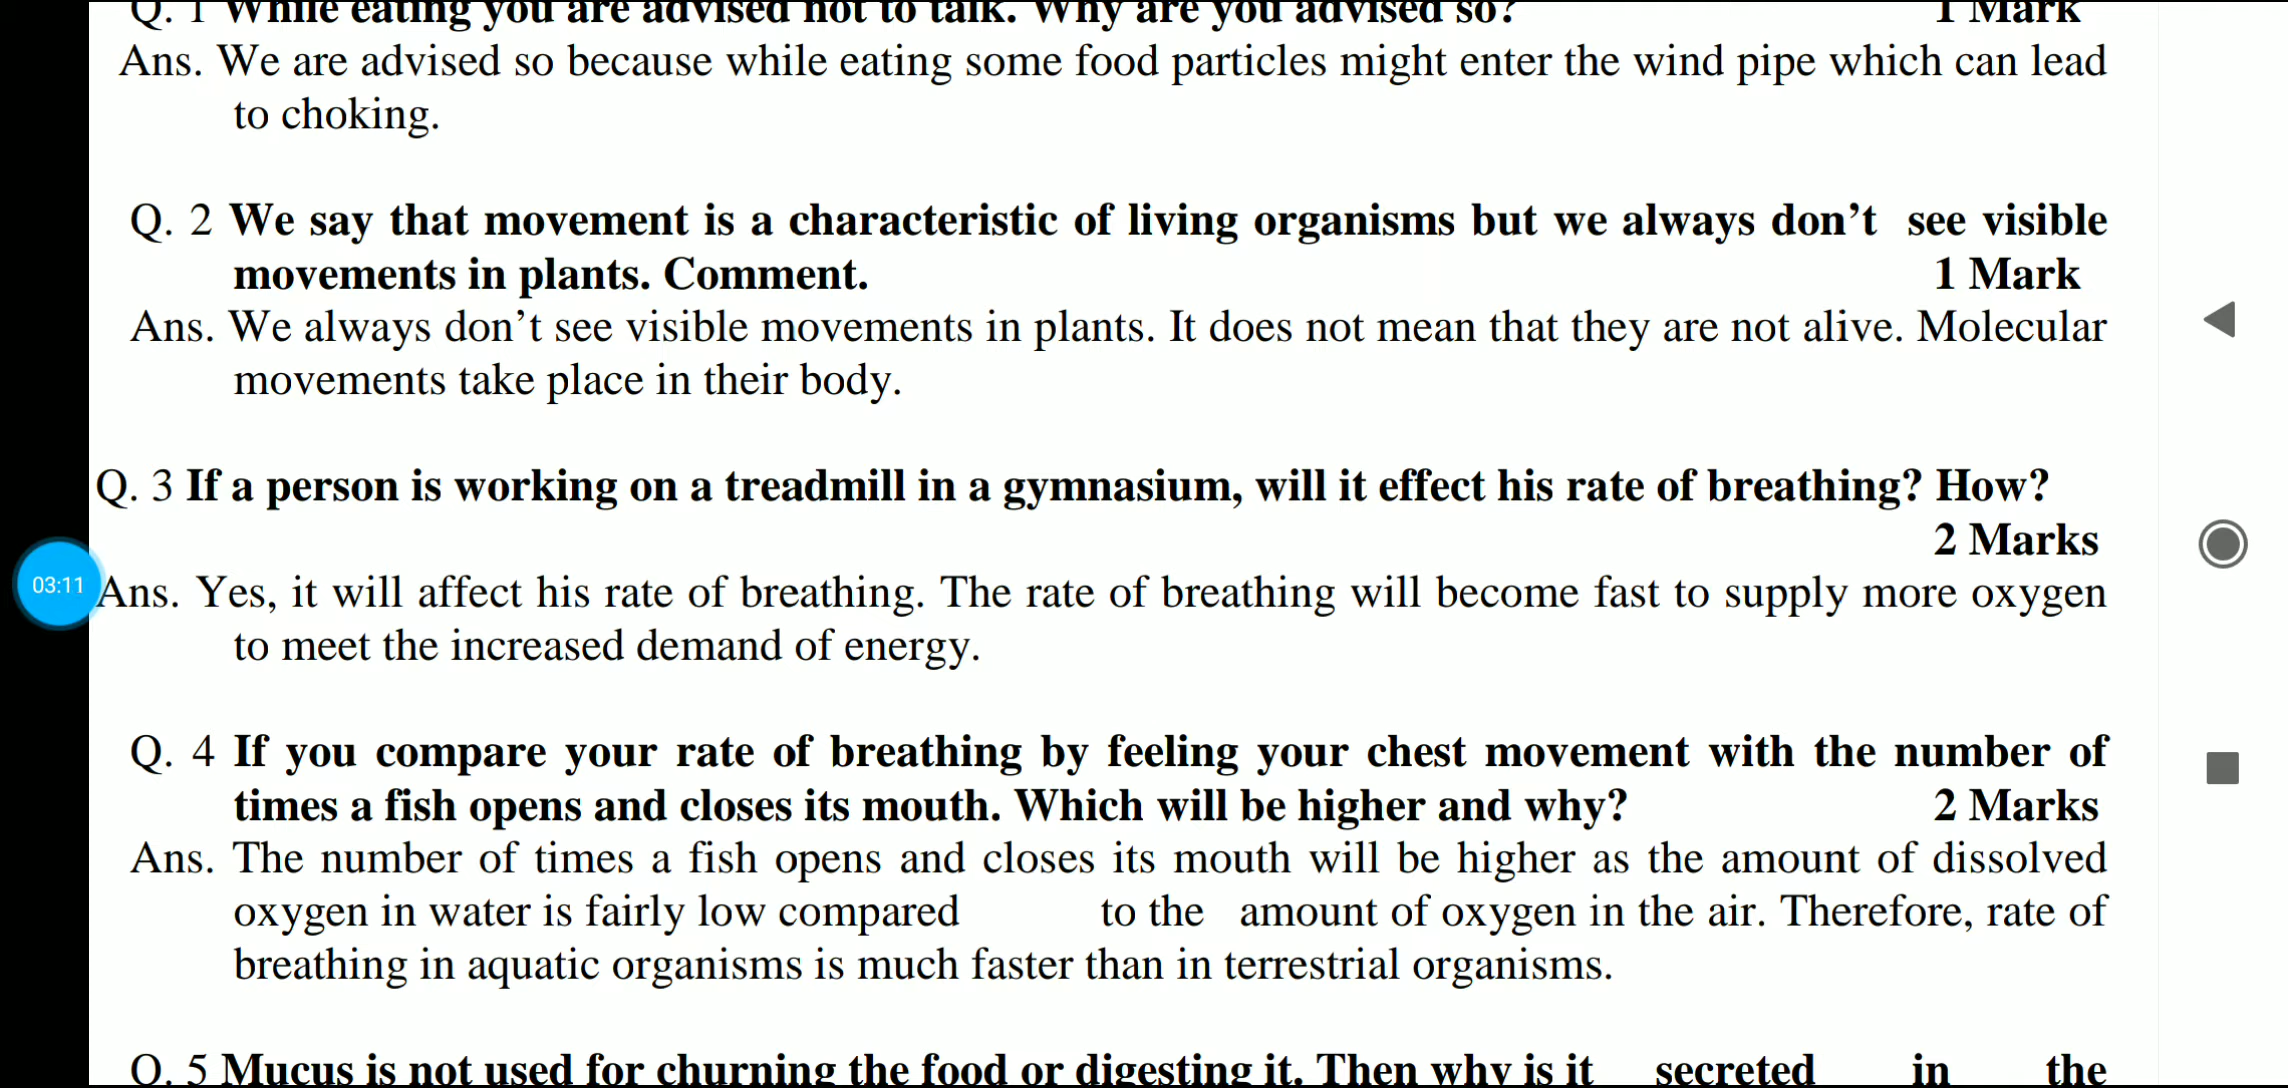 Q. 1 While eating you are advised not to talk. Why are you advised so? 1 Mark
Ans. We are advised so because while eating some food particles might enter the wind pipe which can lead
to choking.
Q. 2 We say that movement is a characteristic of living organisms but we always don’t see visible
movements in plants. Comment. 1 Mark
Ans. We always don’t see visible movements in plants. It does not mean that they are not alive. Molecular
movements take place in their body.
Q. 3 If a person is working on a treadmill in a gymnasium, will it effect his rate of breathing? How?
2 Marks
03:11
Ans. Yes, it will affect his rate of breathing. The rate of breathing will become fast to supply more oxygen
to meet the increased demand of energy.
Q. 4 If you compare your rate of breathing by feeling your chest movement with the number of
times a fish opens and closes its mouth. Which will be higher and why? 2 Marks
Ans. The number of times a fish opens and closes its mouth will be higher as the amount of dissolved
oxygen in water is fairly low compared to the amount of oxygen in the air. Therefore, rate of
breathing in aquatic organisms is much faster than in terrestrial organisms.
Q. 5 Mucus is not used for churning the food or digesting it. Then why is it secreted in the